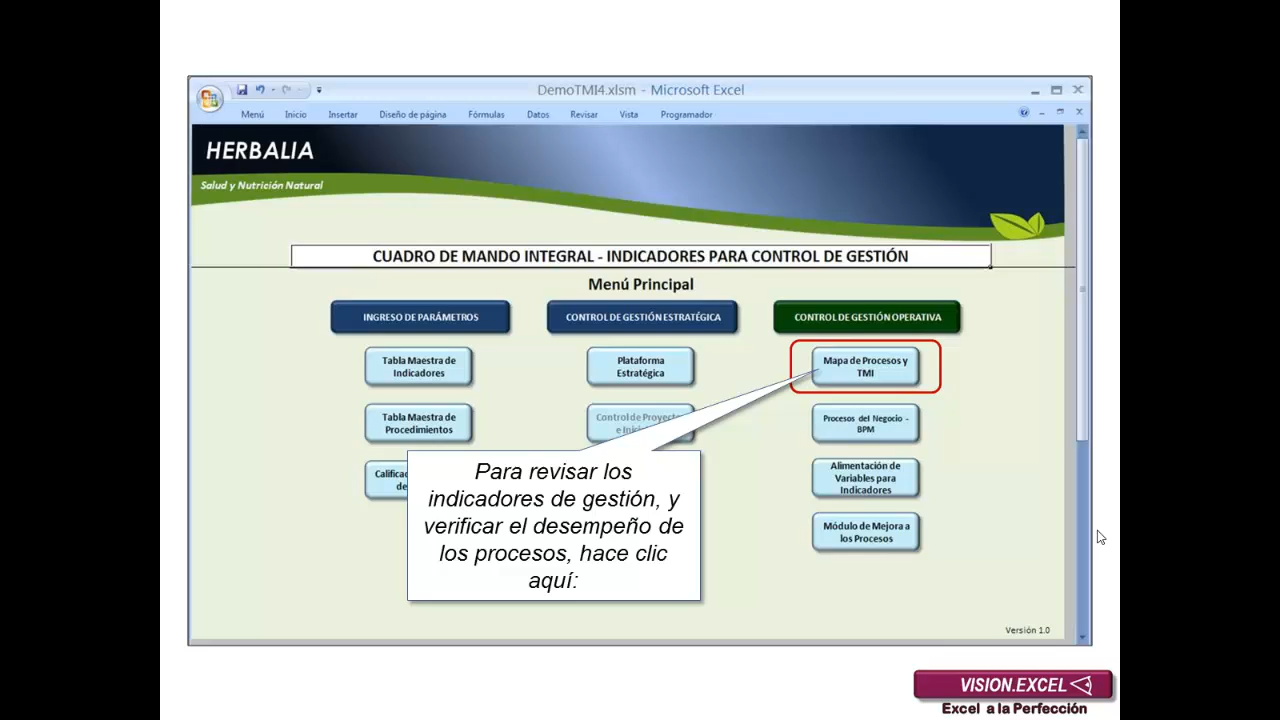 DemoTMI4.xlsm - Microsoft Excel
Menú Inicio Insertar Diseño de página Fórmulas Datos Revisar Vista Programador
HERBALIA
Salud y Nutrición Natural
CUADRO DE MANDO INTEGRAL - INDICADORES PARA CONTROL DE GESTIÓN
Menú Principal
INGRESO DE PARÁMETROS
Tabla Maestra de
Indicadores
Tabla Maestra de
Procedimientos
CONTROL DE GESTIÓN ESTRATÉGICA
Plataforma
Estratégica
Control de
CONTROL DE GESTIÓN OPERATIVA
Mapa de Procesos y
TMI
Procesos del Negocio -
BPM
Alimentación de
Variables para
Indicadores
Módulo de Mejora a
los Procesos
Para revisar los
indicadores de gestión, y
verificar el desempeño de
los procesos, hace clic
aquí:
Versión 1.0
VISION.EXCEL
Excel a la Perfección